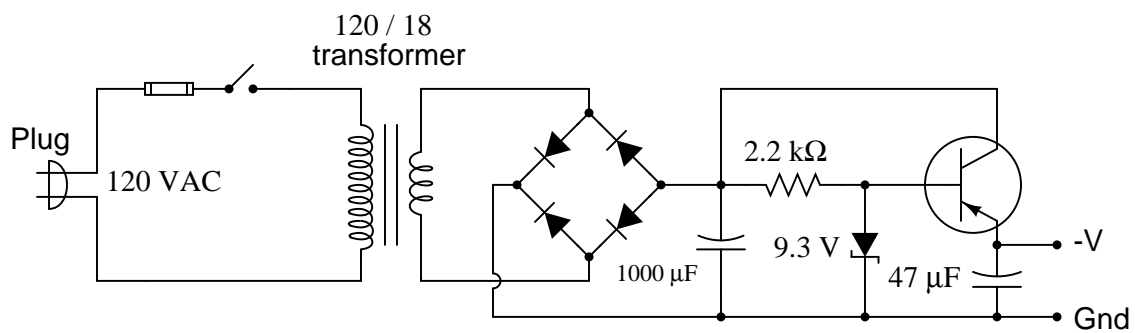 120 / 18
transformer
Plug
120 VAC
2.2 kΩ
1000 μF
9.3 V
47 μF
-V
Gnd